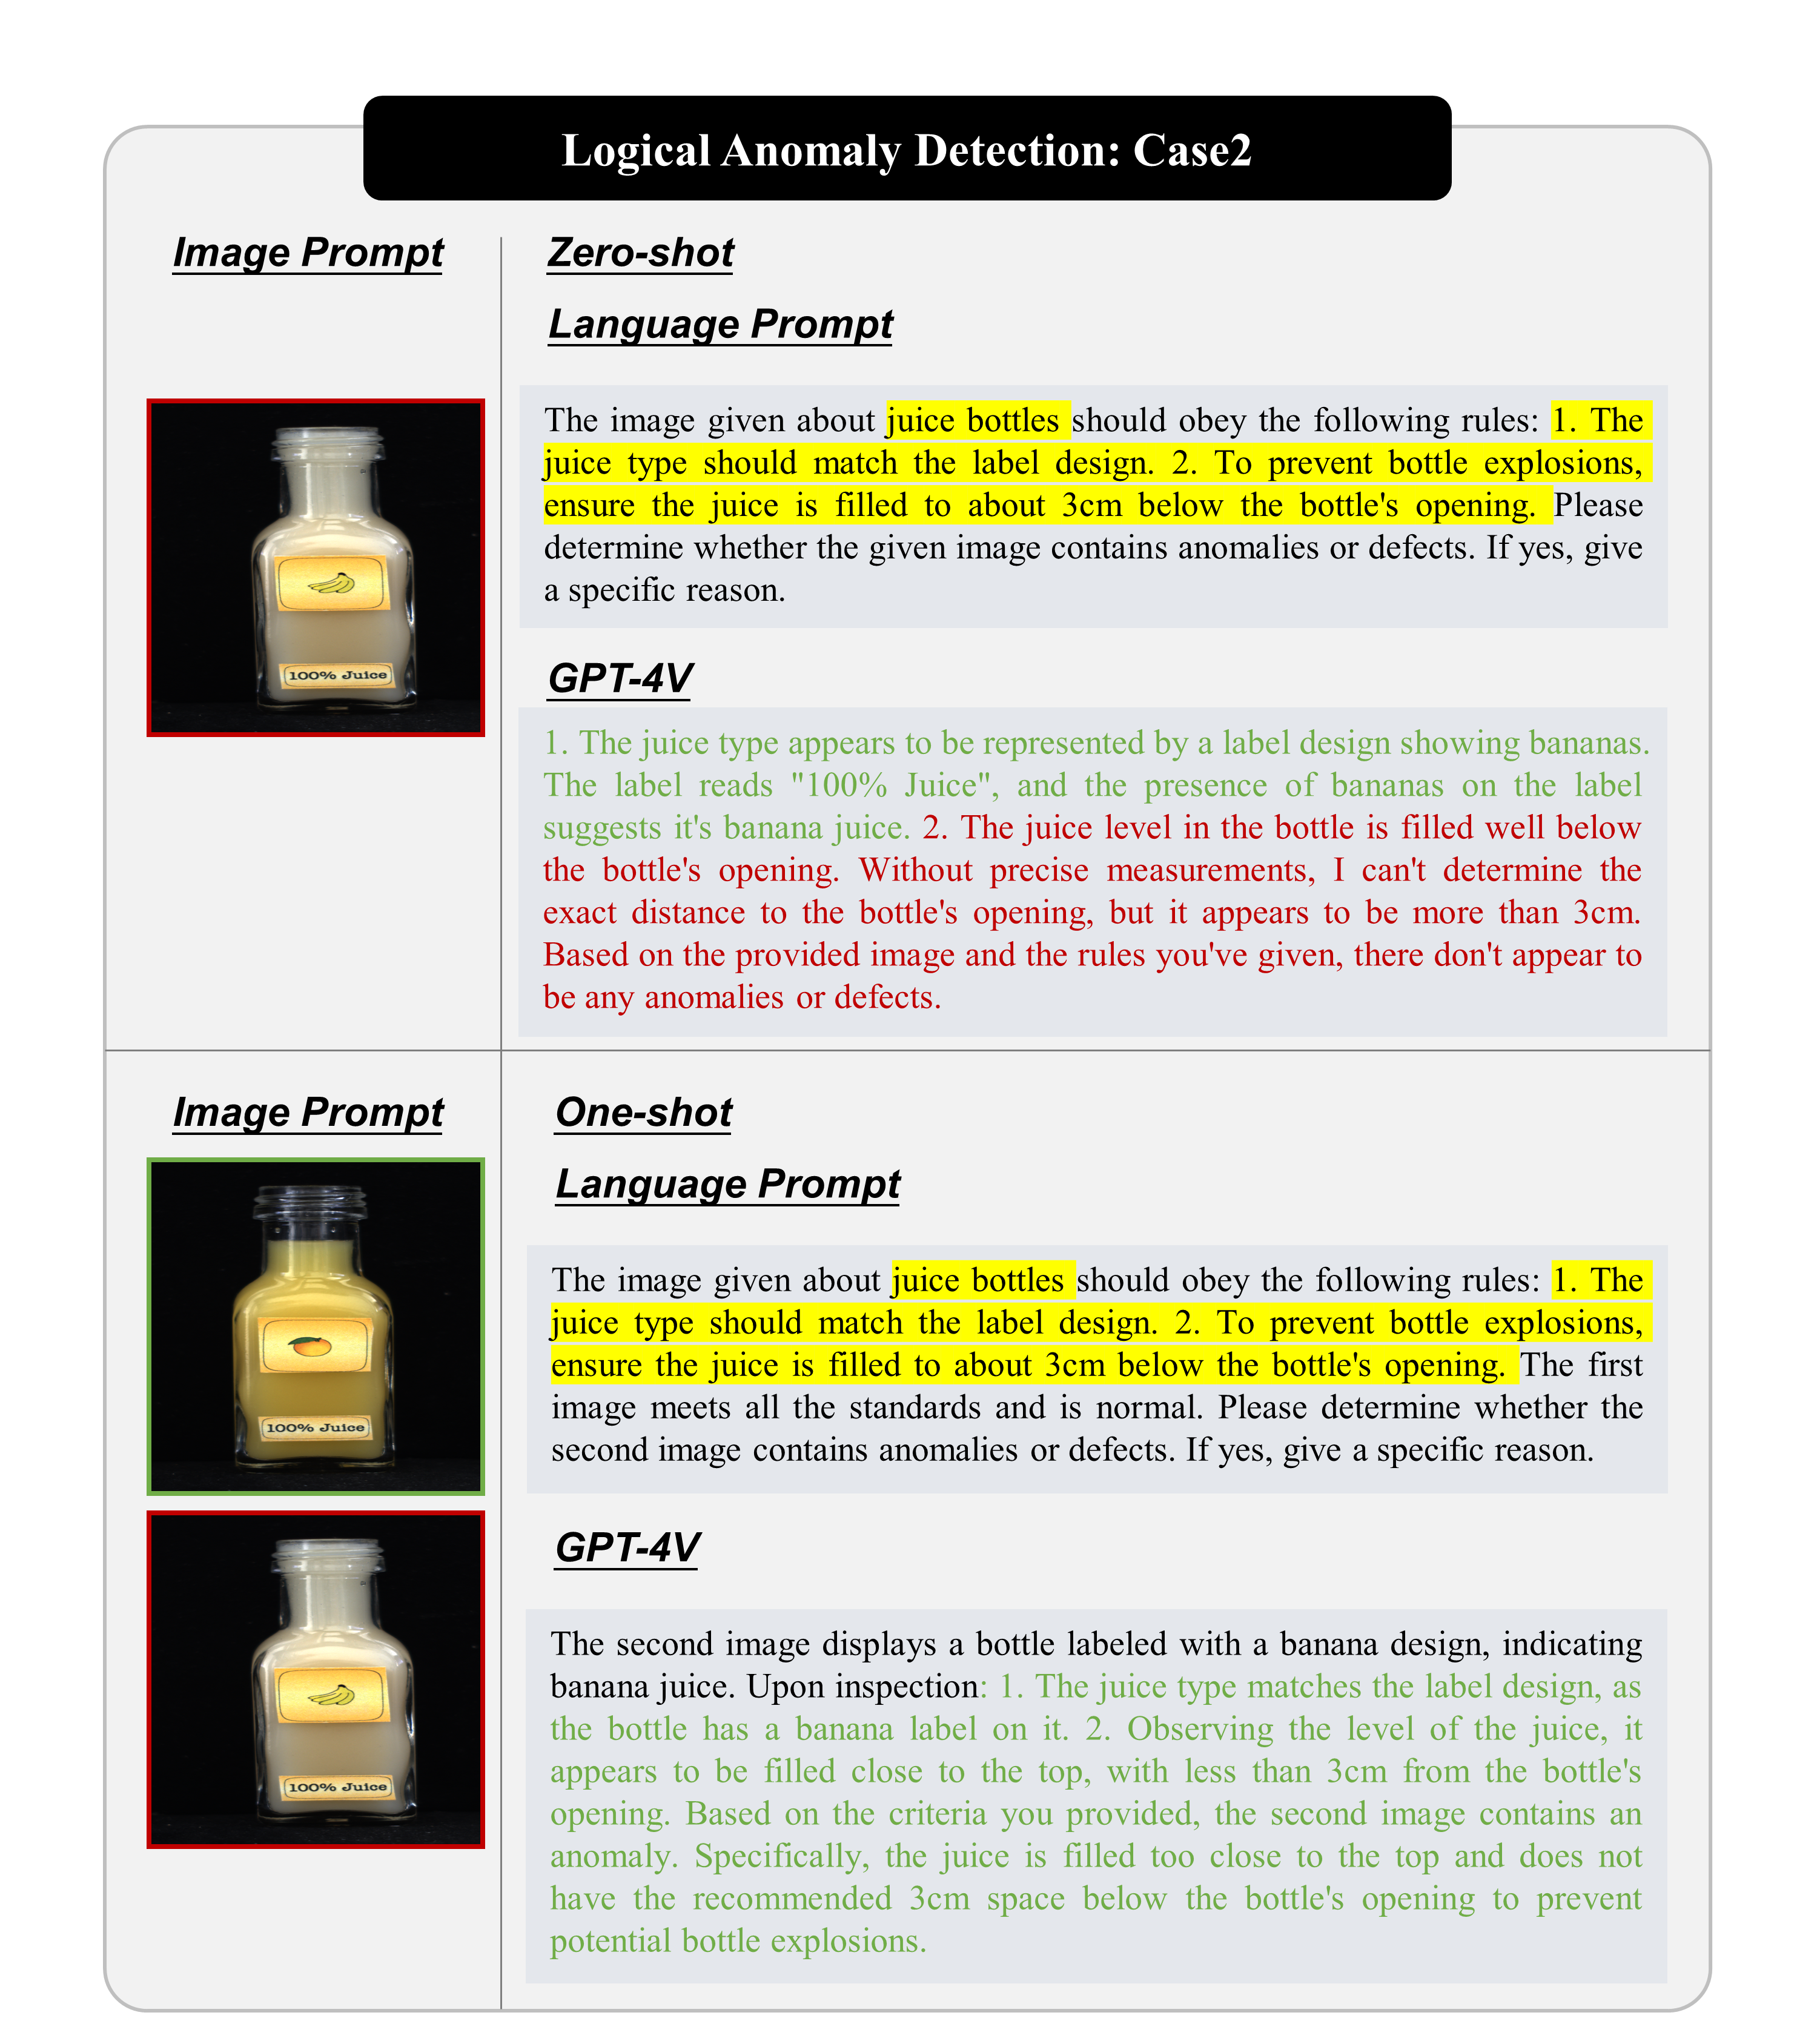 Logical Anomaly Detection: Case2
Image Prompt
Zero-shot
Language Prompt
The image given about juice bottles should obey the following rules: 1. The
juice type should match the label design. 2. To prevent bottle explosions,
ensure the juice is filled to about 3cm below the bottle's opening. Please
determine whether the given image contains anomalies or defects. If yes, give
a specific reason.
100% Juice
GPT-4V
1. The juice type appears to be represented by a label design showing bananas.
The label reads "100% Juice", and the presence of bananas on the label
suggests it's banana juice. 2. The juice level in the bottle is filled well below
the bottle's opening. Without precise measurements, I can't determine the
exact distance to the bottle's opening, but it appears to be more than 3cm.
Based on the provided image and the rules you've given, there don't appear to
be any anomalies or defects.
Image Prompt
One-shot
Language Prompt
The image given about juice bottles should obey the following rules: 1. The
juice type should match the label design. 2. To prevent bottle explosions,
ensure the juice is filled to about 3cm below the bottle's opening. The first
image meets all the standards and is normal. Please determine whether the
second image contains anomalies or defects. If yes, give a specific reason.
100% Juice
GPT-4V
The second image displays a bottle labeled with a banana design, indicating
banana juice. Upon inspection: 1. The juice type matches the label design, as
the bottle has a banana label on it. 2. Observing the level of the juice, it
appears to be filled close to the top, with less than 3cm from the bottle's
opening. Based on the criteria you provided, the second image contains an
anomaly. Specifically, the juice is filled too close to the top and does not
have the recommended 3cm space below the bottle's opening to prevent
potential bottle explosions.
100% Juice